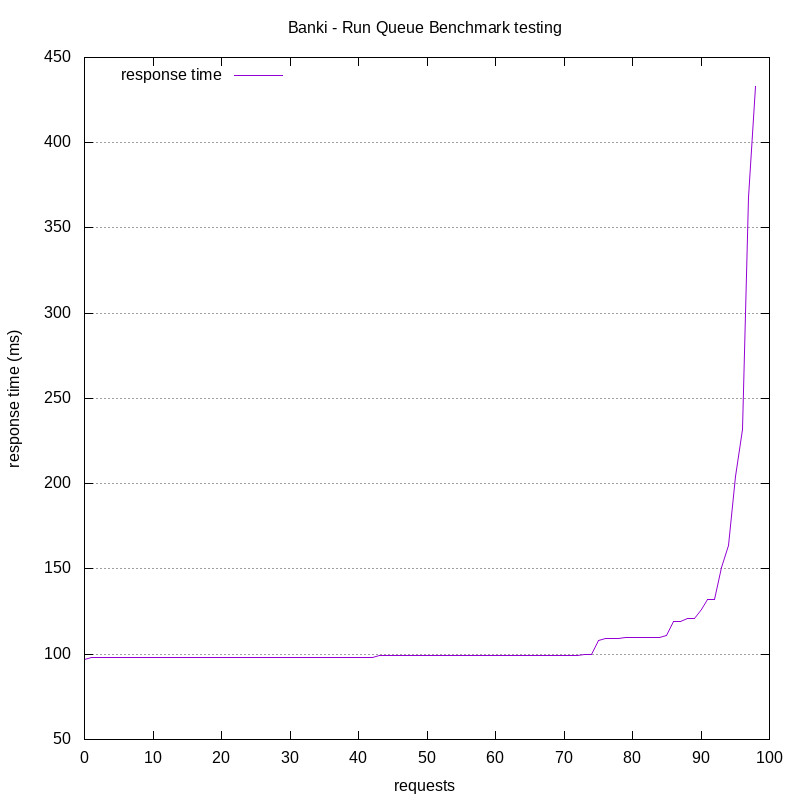 Banki - Run Queue Benchmark testing
450
response time
400
350
300
response time (ms)
250
200
150
100
50
0 10 20 30 40 50 60 70 80 90 100
requests